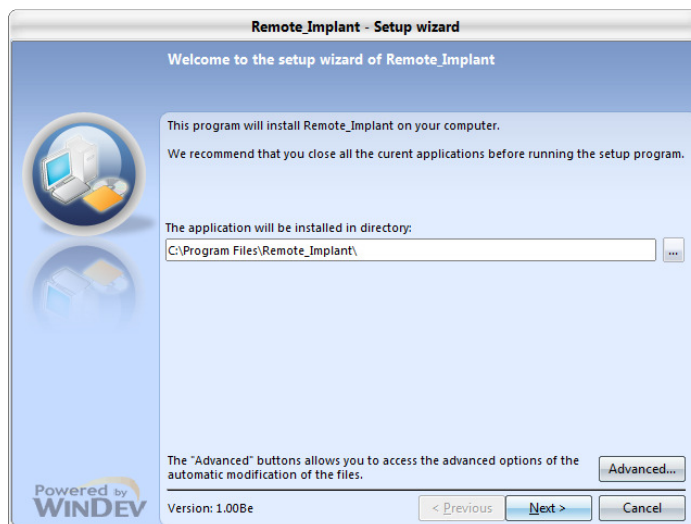 Remote_Implant - Setup wizard
Welcome to the setup wizard of Remote_Implant
This program will install Remote_Implant on your computer.
We recommend that you close all the curent applications before running the setup program.
The application will be installed in directory:
C:\Program Files\Remote_Implant\
...
The "Advanced" buttons allows you to access the advanced options of the
automatic modification of the files.
Advanced...
Powered by
WINDEV
Version: 1.00Be
< Previous
Next >
Cancel